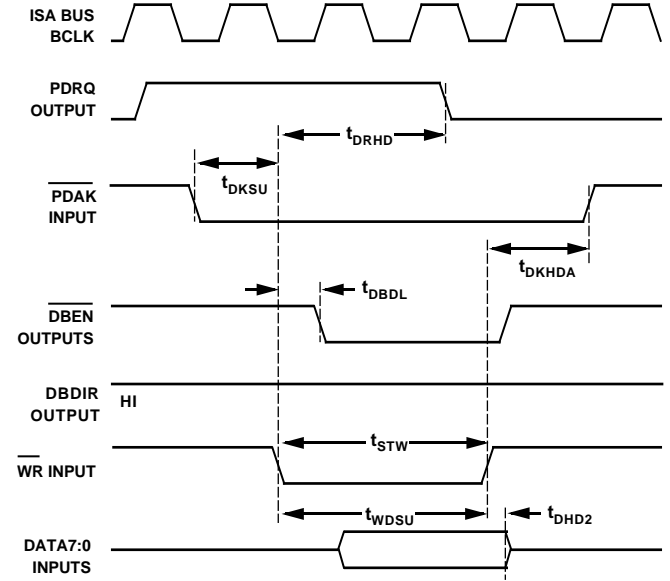 ISA BUS
BCLK
PDRQ
OUTPUT
tDRHD
tDKSU
PDAK
INPUT
tDKHDA
tDBDL
DBEN
OUTPUTS
DBDIR
OUTPUT
HI
tSTW
WR INPUT
tWDSU
tDHD2
DATA7:0
INPUTS